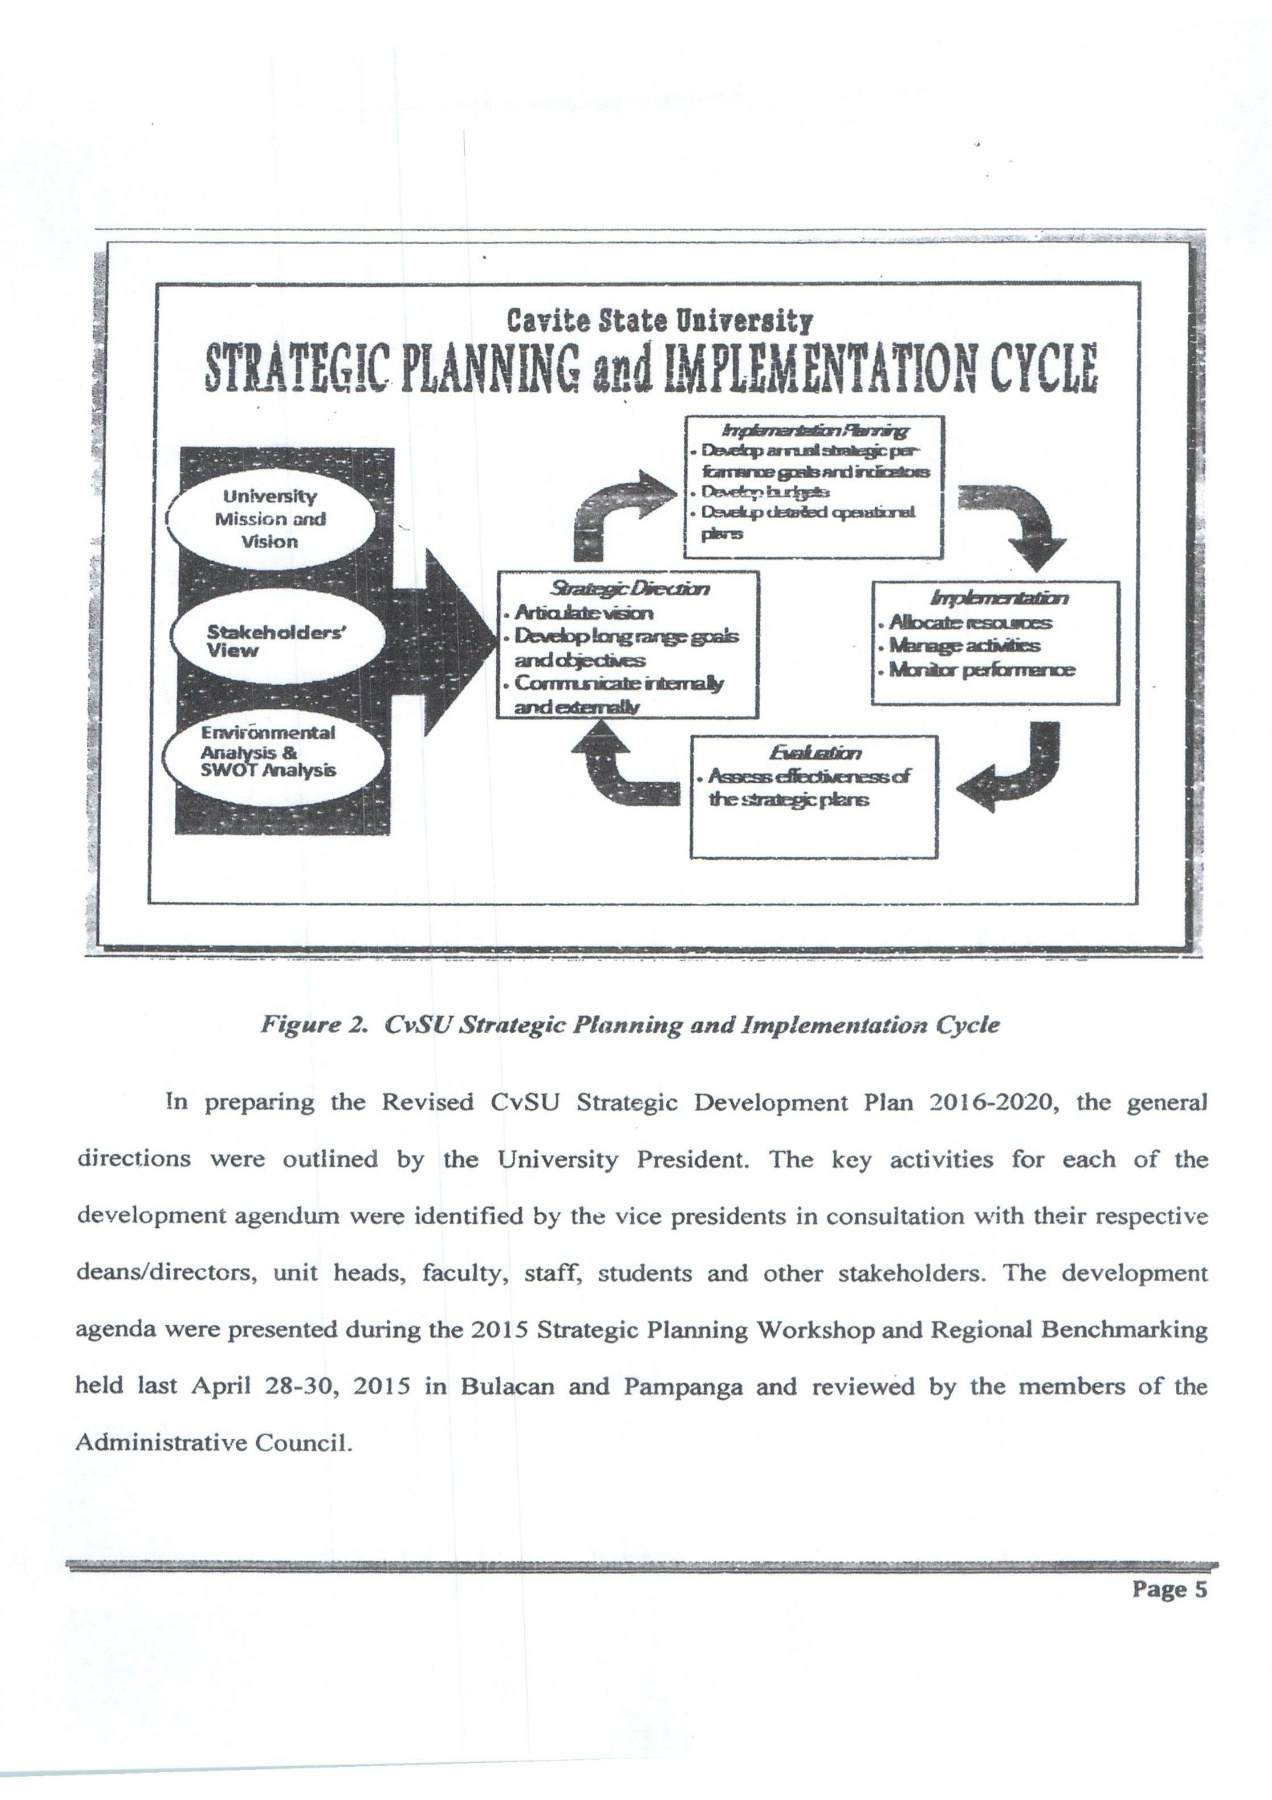 Cavite State University
STRATEGIC PLANNING and IMPLEMENTATION CYCLE
University
Mission and
Vision
Stakeholders'
View
Environmental
Analysis &
SWOT Analysis
Strategic Direction
• Articulate vision
• Develop long range goals
and objectives
• Communicate internally
and externally
Implementation Planning
• Develop annual strategic per-
formance goals and indicators
• Develop budgets
• Develop detailed operational
plans
Implementation
• Allocate resources
• Manage activities
• Monitor performance
Evaluation
• Assess effectiveness of
the strategic plans
Figure 2. CvSU Strategic Planning and Implementation Cycle
In preparing the Revised CvSU Strategic Development Plan 2016-2020, the general
directions were outlined by the University President. The key activities for each of the
development agendum were identified by the vice presidents in consultation with their respective
deans/directors, unit heads, faculty, staff, students and other stakeholders. The development
agenda were presented during the 2015 Strategic Planning Workshop and Regional Benchmarking
held last April 28-30, 2015 in Bulacan and Pampanga and reviewed by the members of the
Administrative Council.
Page 5